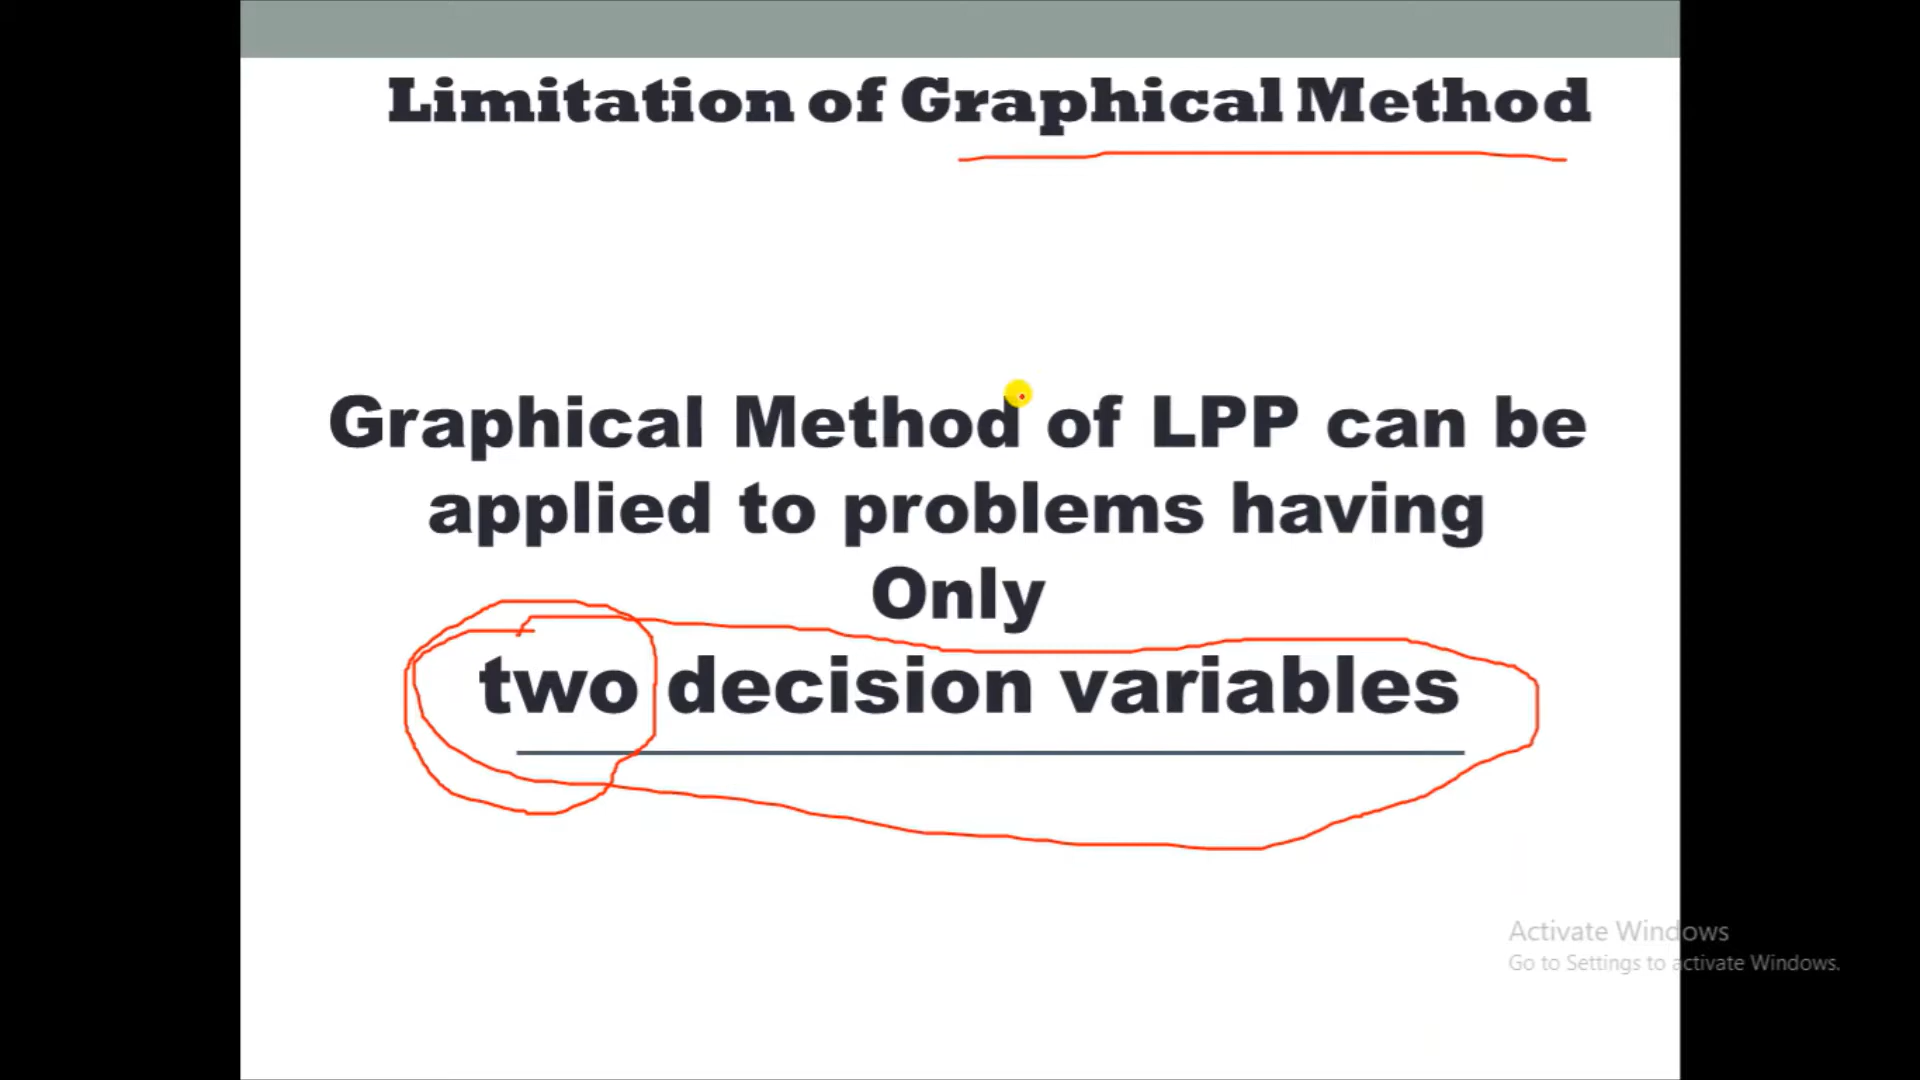 Limitation of Graphical Method
Graphical Method of LPP can be
applied to problems having
Only
two decision variables
Activate Windows
Go to Settings to activate Windows.